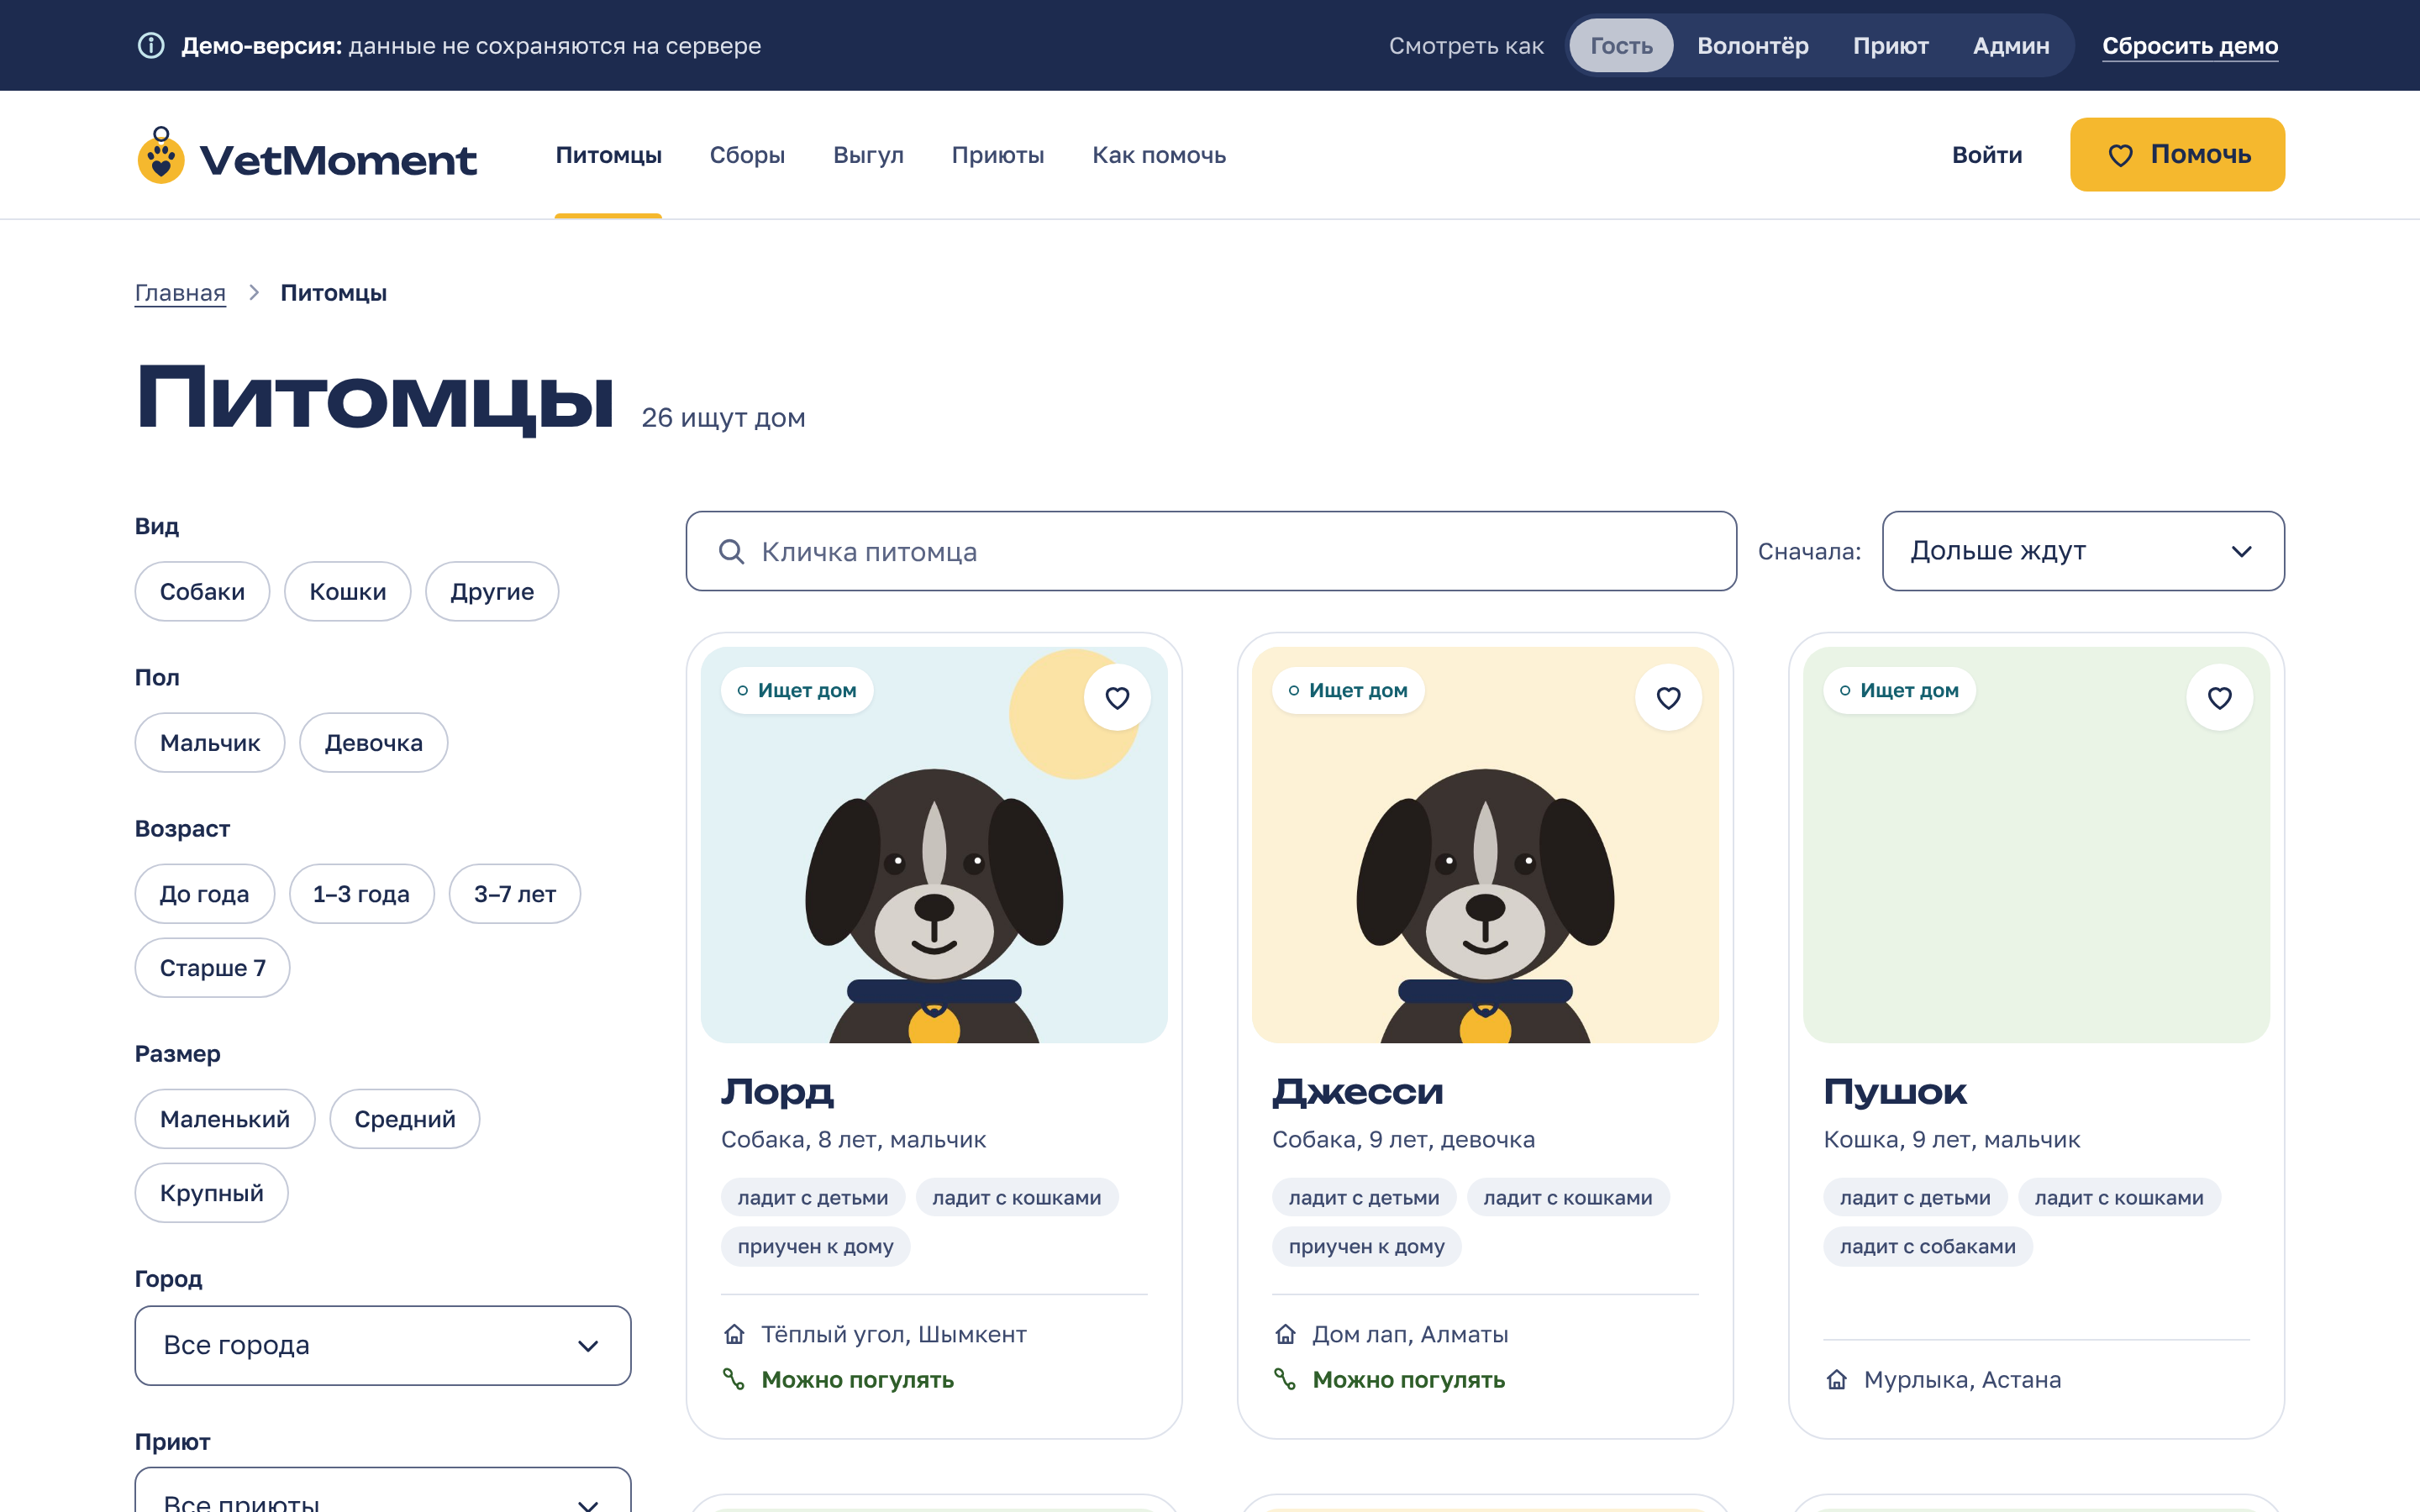 Демо-версия: данные не сохраняются на сервере
Смотреть как
Гость
Волонтёр
Приют
Админ
Сбросить демо
VetMoment
Питомцы
Сборы
Выгул
Приюты
Как помочь
Войти
Помочь
Главная
Питомцы
Питомцы
26 ищут дом
Вид
Собаки
Кошки
Другие
Пол
Мальчик
Девочка
Возраст
До года
1–3 года
3–7 лет
Старше 7
Размер
Маленький
Средний
Крупный
Город
Все города
Приют
Все приюты
Кличка питомца
Сначала:
Дольше ждут
Ищет дом
Лорд
Собака, 8 лет, мальчик
ладит с детьми
ладит с кошками
приучен к дому
Тёплый угол, Шымкент
Можно погулять
Ищет дом
Джесси
Собака, 9 лет, девочка
ладит с детьми
ладит с кошками
приучен к дому
Дом лап, Алматы
Можно погулять
Ищет дом
Пушок
Кошка, 9 лет, мальчик
ладит с детьми
ладит с кошками
ладит с собаками
Мурлыка, Астана